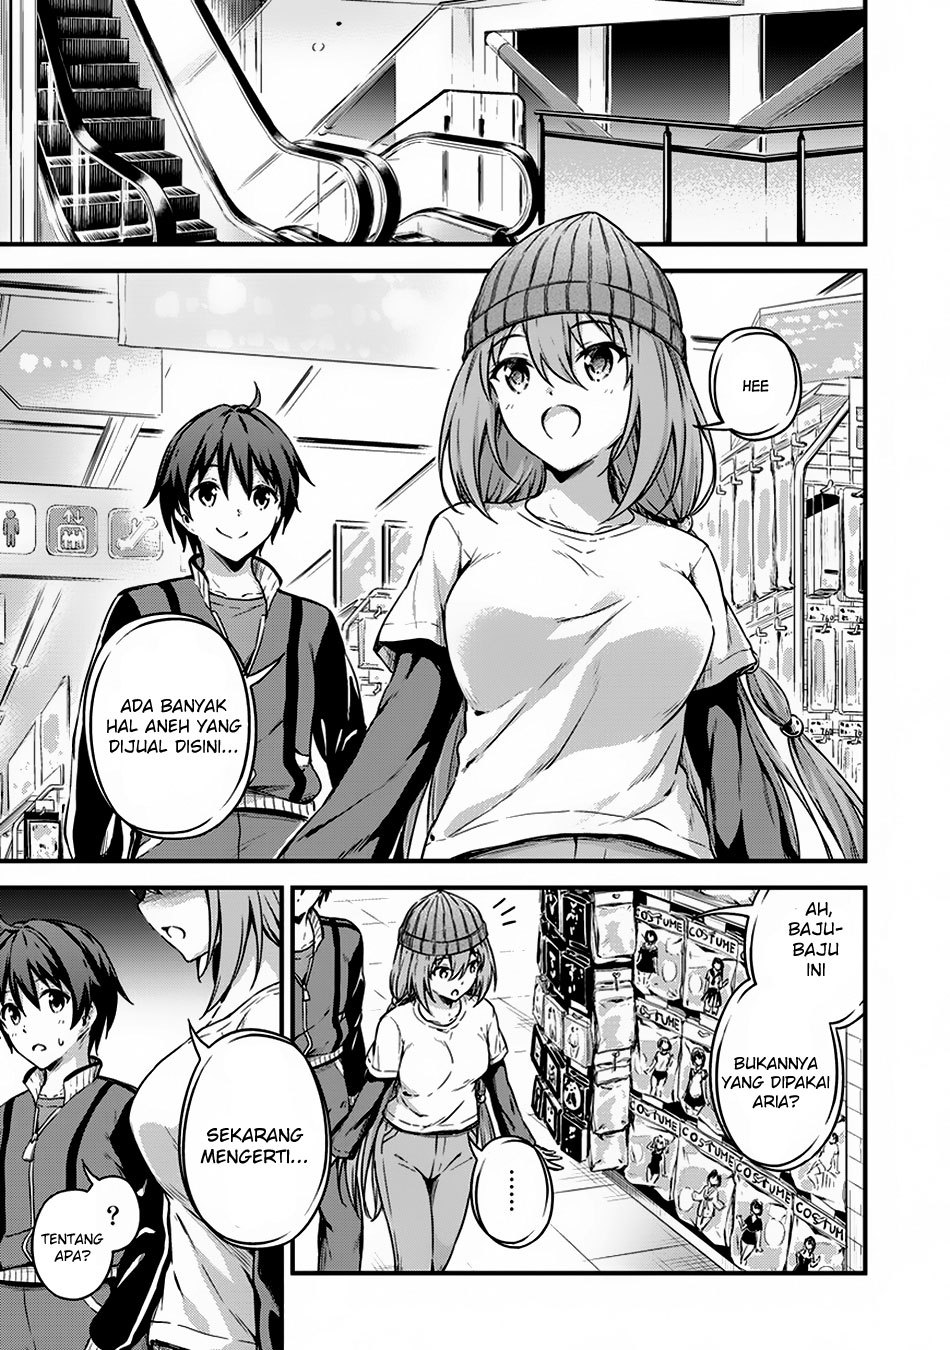 HEE
ADA BANYAK
HAL ANEH YANG
DIJUAL DISINI...
AH,
BAJU-
BAJU
INI
BUKANNYA
YANG DIPAKAI
ARIA?
COSTUME
COSTUME
COSTUME
COSTUME
COSTUME
COSTUME
......
SEKARANG
MENGERTI...
?
TENTANG
APA?